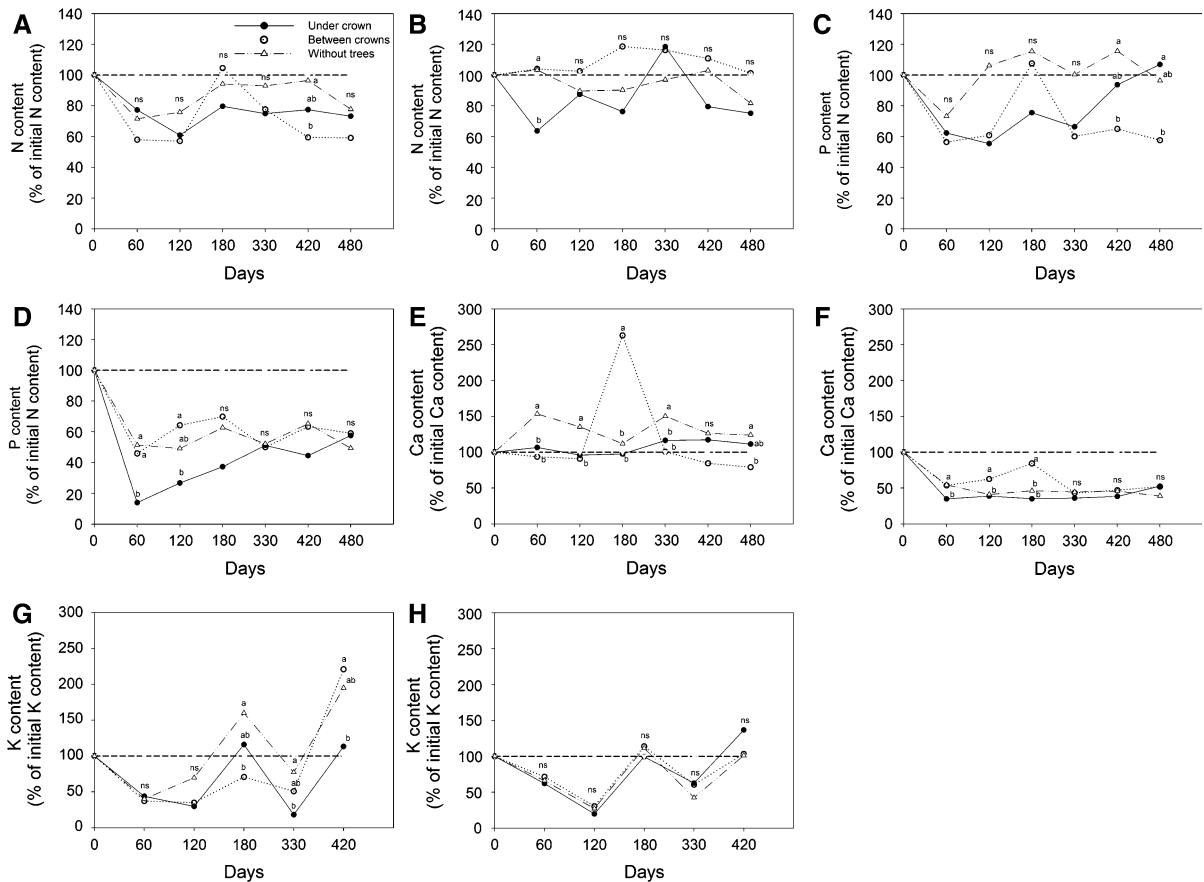 A
N content
(% of initial N content)
140
120
100
80
60
40
20
0
Under crown
Between crowns
Without trees
ns
ns
ns
ns
a
ab
b
ns
0 60 120 180 330 420 480
Days
B
N content
(% of initial N content)
140
120
100
80
60
40
20
0
a
b
ns
ns
ns
ns
ns
0 60 120 180 330 420 480
Days
C
P content
(% of initial N content)
140
120
100
80
60
40
20
0
ns
ns
ns
ns
a
ab
b
a
ab
b
0 60 120 180 330 420 480
Days
D
P content
(% of initial N content)
140
120
100
80
60
40
20
0
a
a
b
a
ab
b
ns
ns
ns
ns
0 60 120 180 330 420 480
Days
E
Ca content
(% of initial Ca content)
300
250
200
150
100
50
0
a
b
b
a
b
a
a
b
a
b
b
ns
a
ab
b
0 60 120 180 330 420 480
Days
F
Ca content
(% of initial Ca content)
300
250
200
150
100
50
0
a
b
a
b
a
b
b
ns
ns
ns
0 60 120 180 330 420 480
Days
G
K content
(% of initial K content)
300
250
200
150
100
50
0
ns
ns
a
ab
b
a
ab
b
a
ab
b
0 60 120 180 330 420
Days
H
K content
(% of initial K content)
300
250
200
150
100
50
0
ns
ns
ns
ns
ns
0 60 120 180 330 420
Days